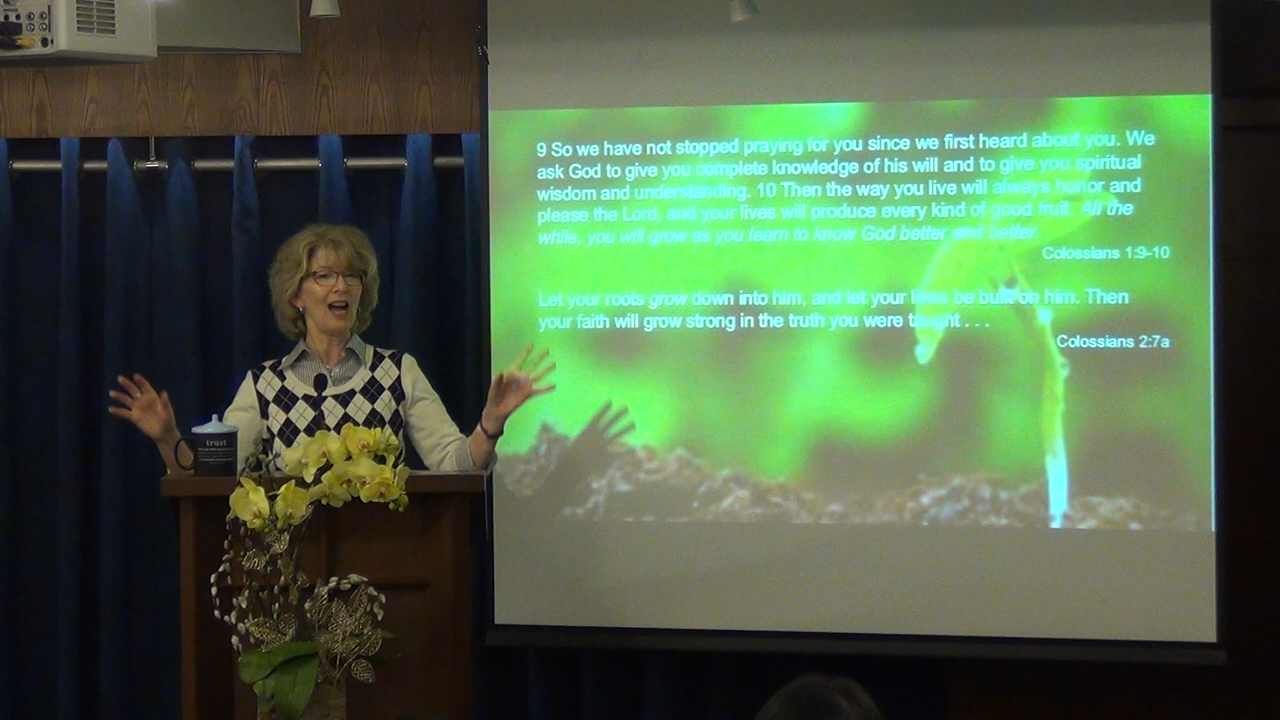 9 So we have not stopped praying for you since we first heard about you. We
ask God to give you complete knowledge of his will and to give you spiritual
wisdom and understanding. 10 Then the way you live will always honor and
please the Lord, and your lives will produce every kind of good fruit. All the
while, you will grow as you learn to know God better and better.
Colossians 1:9-10
Let your roots grow down into him, and let your lives be built on him. Then
your faith will grow strong in the truth you were taught . . .
Colossians 2:7a
trust